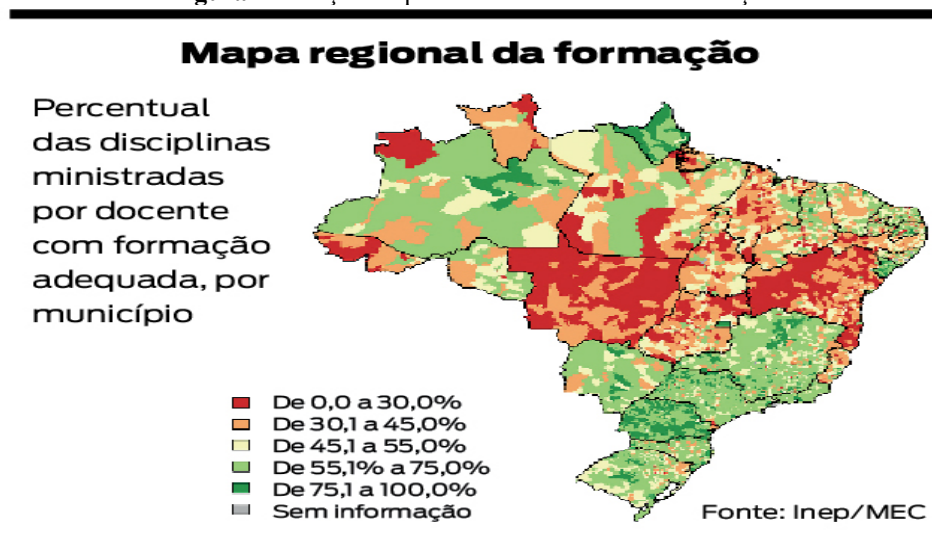 Mapa regional da formação
Percentual
das disciplinas
ministradas
por docente
com formação
adequada, por
município
De 0,0 a 30,0%
De 30,1 a 45,0%
De 45,1 a 55,0%
De 55,1% a 75,0%
De 75,1 a 100,0%
Sem informação
Fonte: Inep/MEC